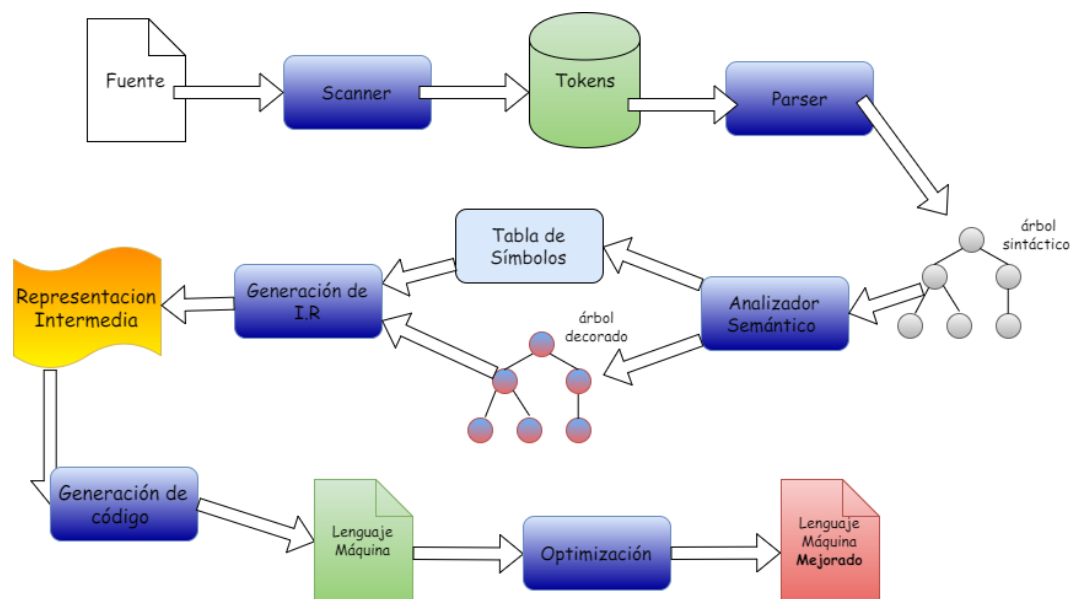 Fuente
Scanner
Tokens
Parser
árbol
sintáctico
Analizador
Semántico
Tabla de
Símbolos
árbol
decorado
Generación de
I.R
Representacion
Intermedia
Generación de
código
Lenguaje
Máquina
Optimización
Lenguaje
Máquina
Mejorado